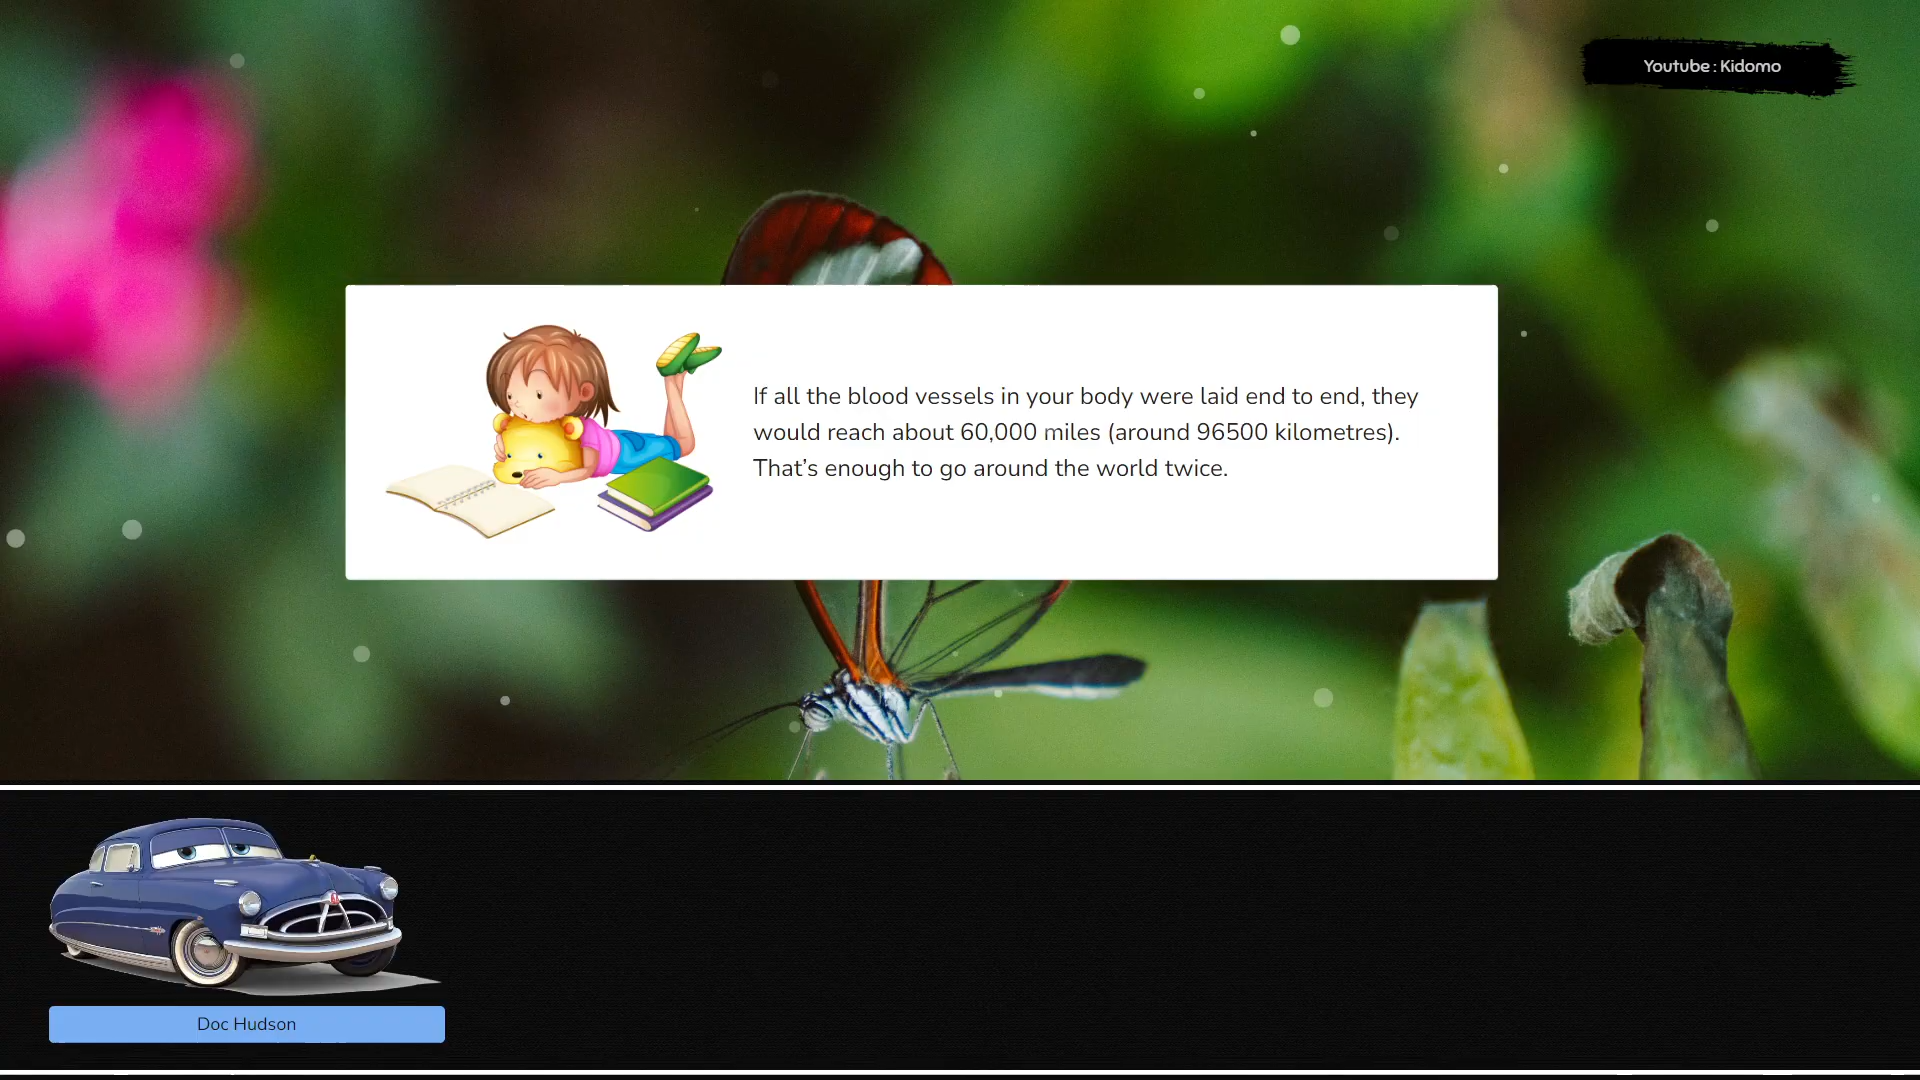 Youtube : Kidomo
If all the blood vessels in your body were laid end to end, they
would reach about 60,000 miles (around 96500 kilometres).
That’s enough to go around the world twice.
Doc Hudson